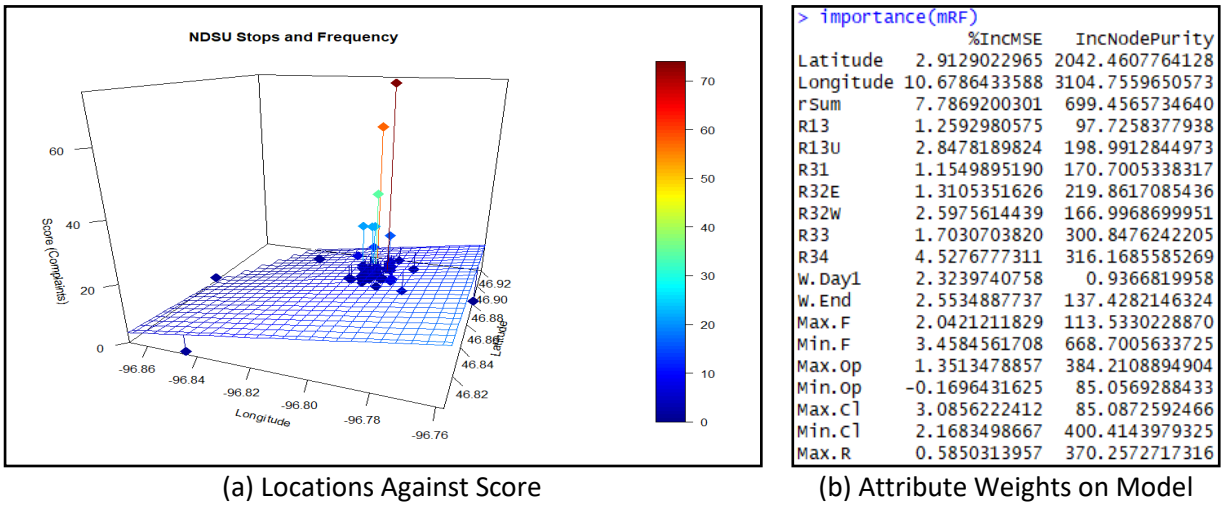 NDSU Stops and Frequency
Score (Complaints)
60
40
20
0
-96.86
-96.84
-96.82
-96.80
-96.78
-96.76
Longitude
46.82
46.84
46.86
46.88
46.90
46.92
Latitude
70
60
50
40
30
20
10
0
(a) Locations Against Score
> importance(mRF)
%IncMSE IncNodePurity
Latitude 2.9129022965 2042.4607764128
Longitude 10.6786433588 3104.7559650573
rSum 7.7869200301 699.4565734640
R13 1.2592980575 97.7258377938
R13U 2.8478189824 198.9912844973
R31 1.1549895190 170.7005338317
R32E 1.3105351626 219.8617085436
R32W 2.5975614439 166.9968699951
R33 1.7030703820 300.8476242205
R34 4.5276777311 316.1685585269
W.Day1 2.3239740758 0.9366819958
W.End 2.5534887737 137.4282146324
Max.F 2.0421211829 113.5330228870
Min.F 3.4584561708 668.7005633725
Max.Op 1.3513478857 384.2108894904
Min.Op -0.1696431625 85.0569288433
Max.Cl 3.0856222412 85.0872592466
Min.Cl 2.1683498667 400.4143979325
Max.R 0.5850313957 370.2572717316
(b) Attribute Weights on Model